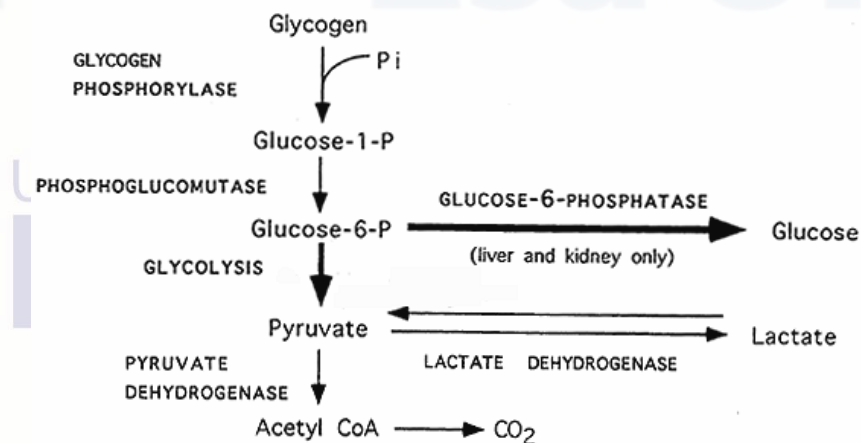 Glycogen
GLYCOGEN
PHOSPHORYLASE
Pi
Glucose-1-P
PHOSPHOGLUCOMUTASE
GLUCOSE-6-PHOSPHATASE
Glucose-6-P
Glucose
(liver and kidney only)
GLYCOLYSIS
Pyruvate
Lactate
PYRUVATE
DEHYDROGENASE
LACTATE DEHYDROGENASE
Acetyl CoA
CO2